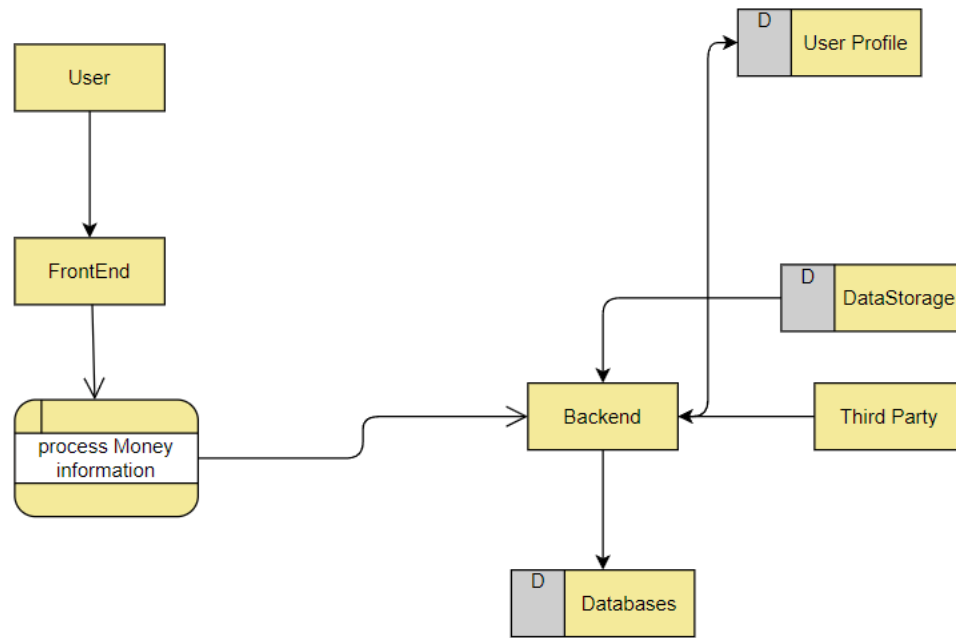 D
User Profile
User
FrontEnd
D
DataStorage
Backend
Third Party
process Money
information
D
Databases